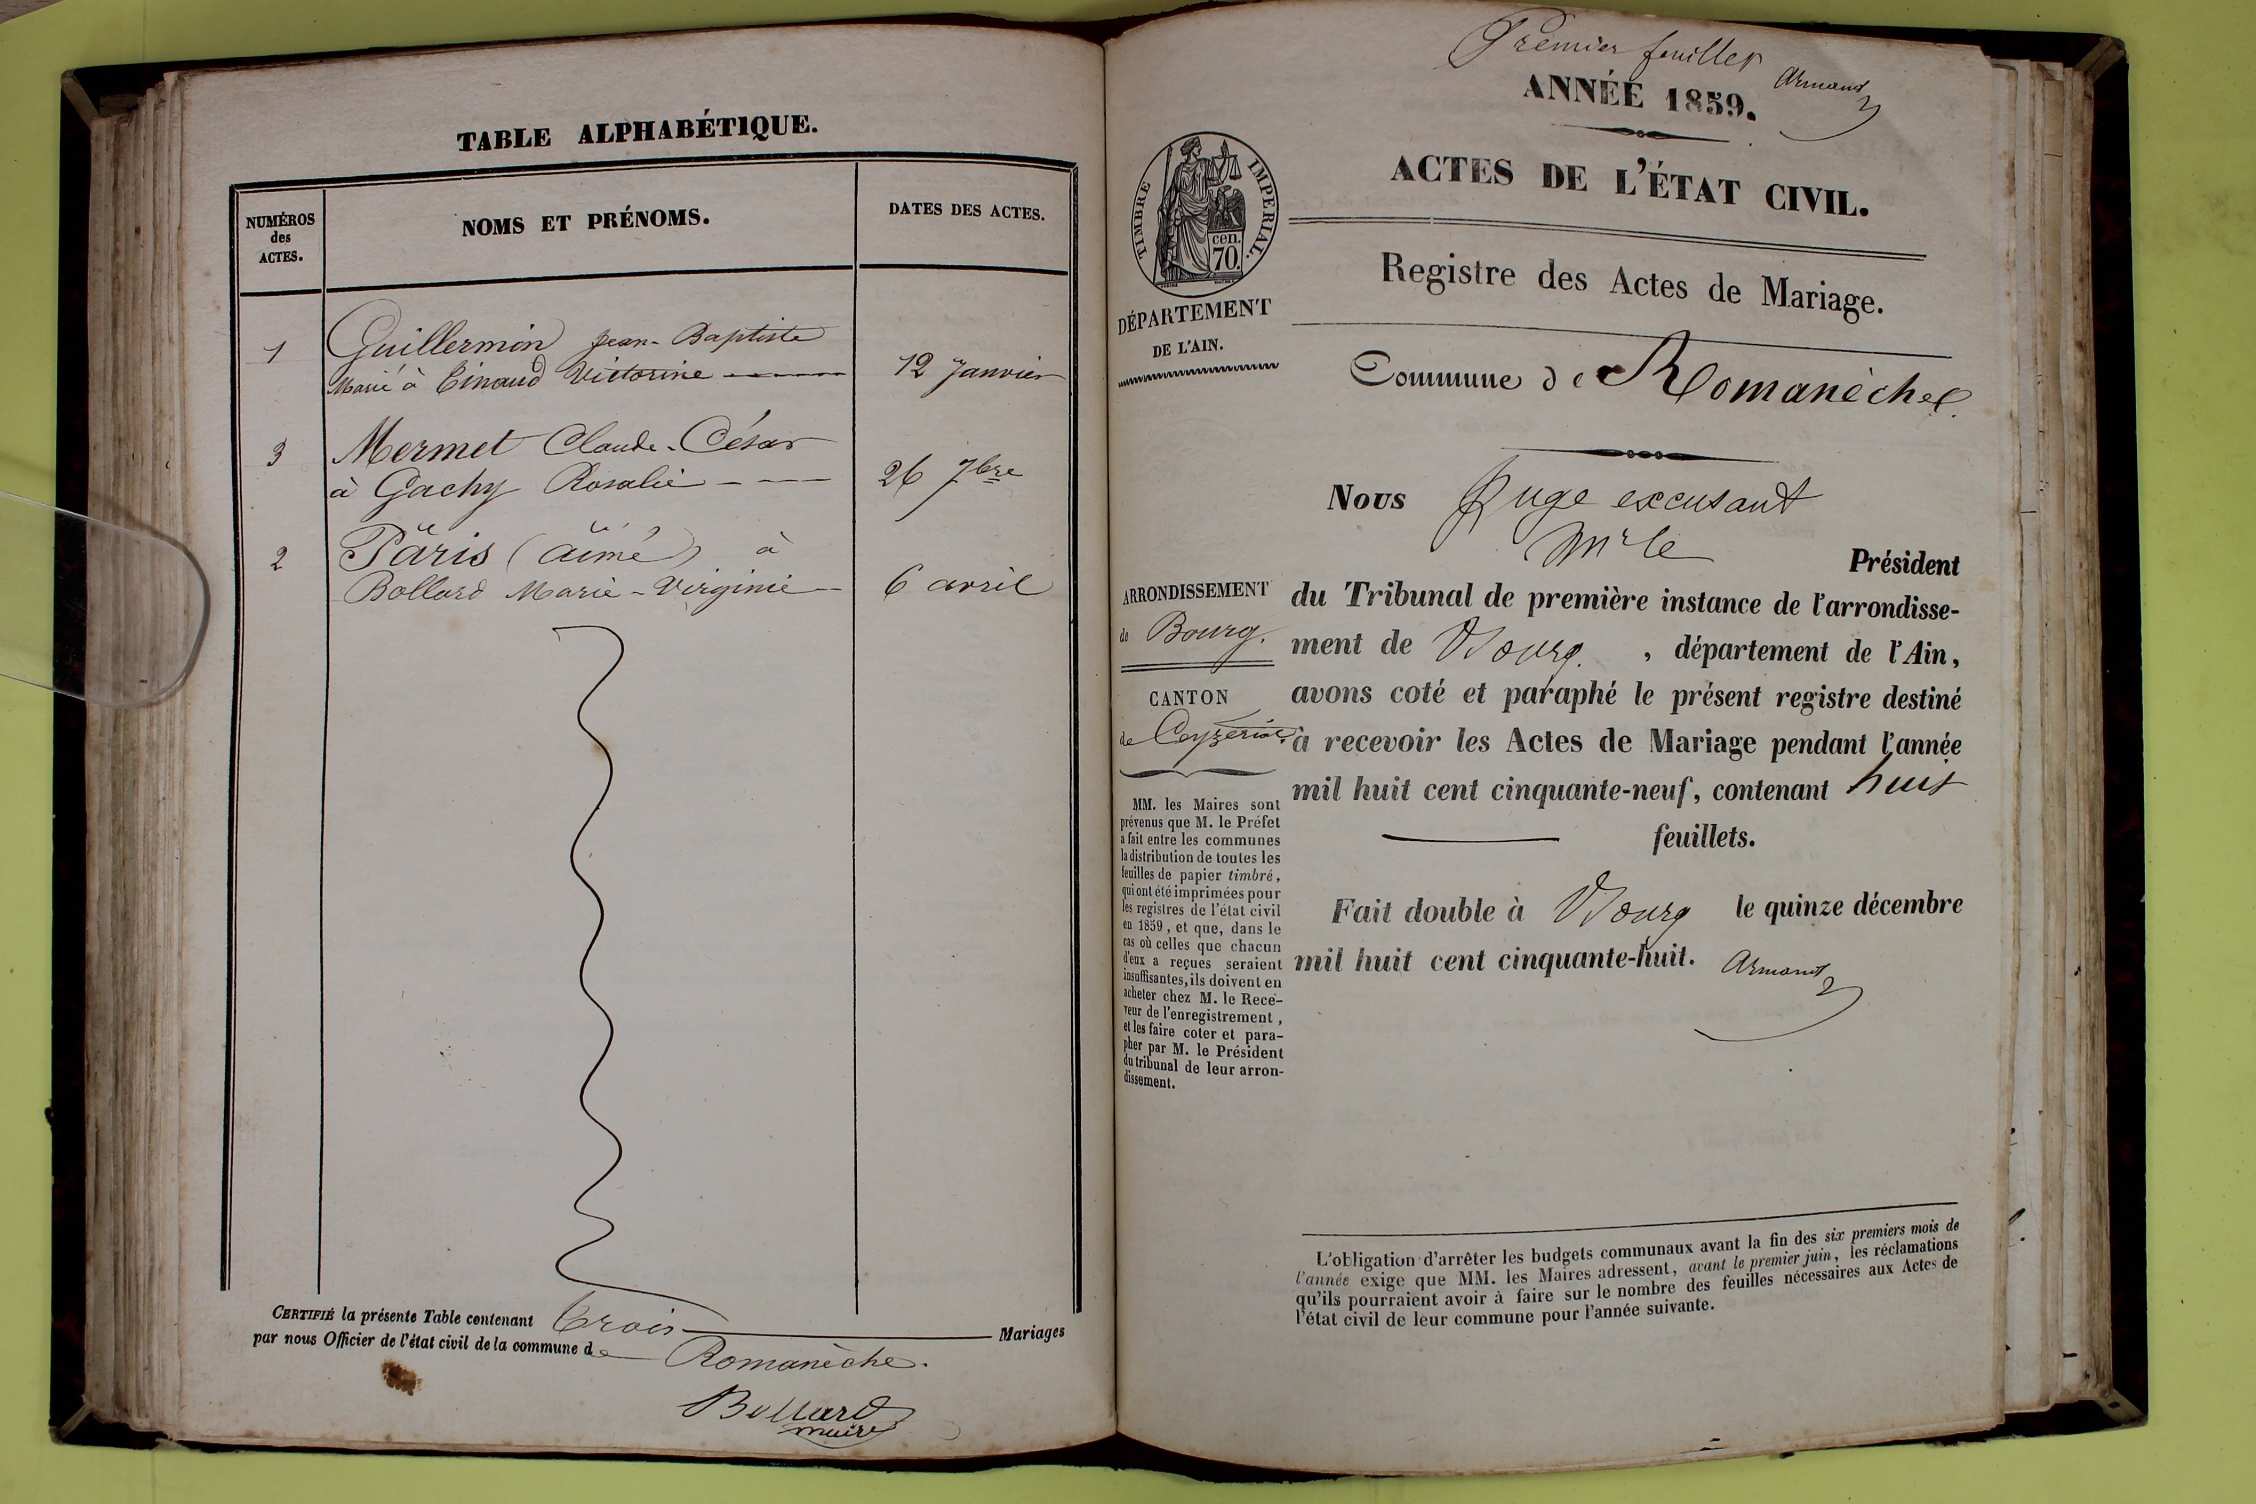 TABLE ALPHABÉTIQUE.
NUMÉROS
des
ACTES.
NOMS ET PRÉNOMS.
DATES DES ACTES.
1 Guillermin Jean-Baptiste
Marié à Tinaud Victorine 12 Janvier
3 Mermet Claude-César
à Gachy Rosalie 26 7bre
2 Pâris (aimé) à
Bollard Marie-Virginie 6 avril
CERTIFIÉ la présente Table contenant Trois Mariages
par nous Officier de l'état civil de la commune de Romanèche.
Bollard
maire
Premier feuillet
Armand
ANNÉE 1859.
ACTES DE L'ÉTAT CIVIL.
TIMBRE IMPERIAL.
cen.
70.
DÉPARTEMENT
DE L'AIN.
Registre des Actes de Mariage.
Commune de Romanèche.
Nous Juge excusant
Mr le
Président
du Tribunal de première instance de l'arrondisse-
ment de Bourg. , département de l'Ain,
avons coté et paraphé le présent registre destiné
à recevoir les Actes de Mariage pendant l'année
mil huit cent cinquante-neuf, contenant huit
feuillets.
Fait double à Bourg le quinze décembre
mil huit cent cinquante-huit. Armand
ARRONDISSEMENT
de Bourg.
CANTON
de Ceyzériat.
MM. les Maires sont
prévenus que M. le Préfet
a fait entre les communes
la distribution de toutes les
feuilles de papier timbré,
qui ont été imprimées pour
les registres de l'état civil
en 1859, et que, dans le
cas où celles que chacun
d'eux a reçues seraient
insuffisantes, ils doivent en
acheter chez M. le Rece-
veur de l'enregistrement,
et les faire coter et para-
pher par M. le Président
du tribunal de leur arron-
dissement.
L'obligation d'arrêter les budgets communaux avant la fin des six premiers mois de
l'année exige que MM. les Maires adressent, avant le premier juin, les réclamations
qu'ils pourraient avoir à faire sur le nombre des feuilles nécessaires aux Actes de
l'état civil de leur commune pour l'année suivante.